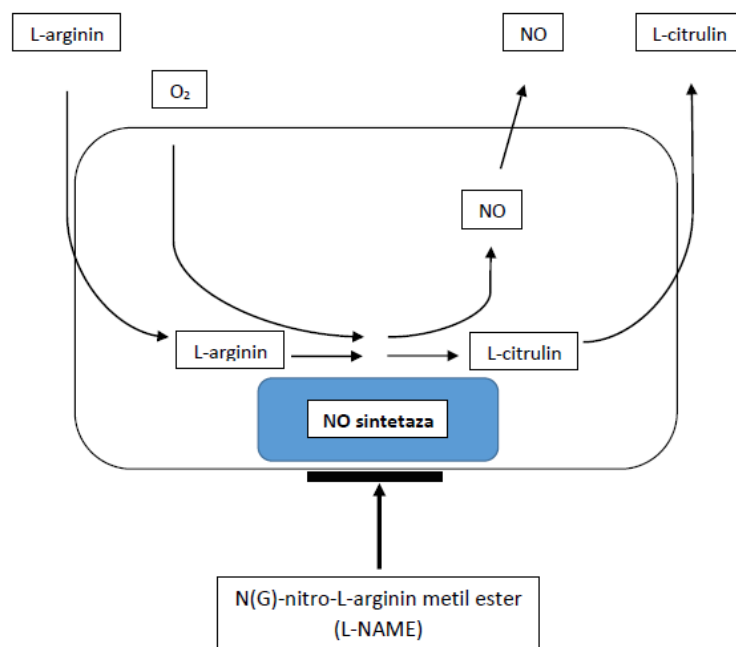 L-arginin
NO
L-citrulin
O₂
NO
L-arginin
L-citrulin
NO sintetaza
N(G)-nitro-L-arginin metil ester
(L-NAME)